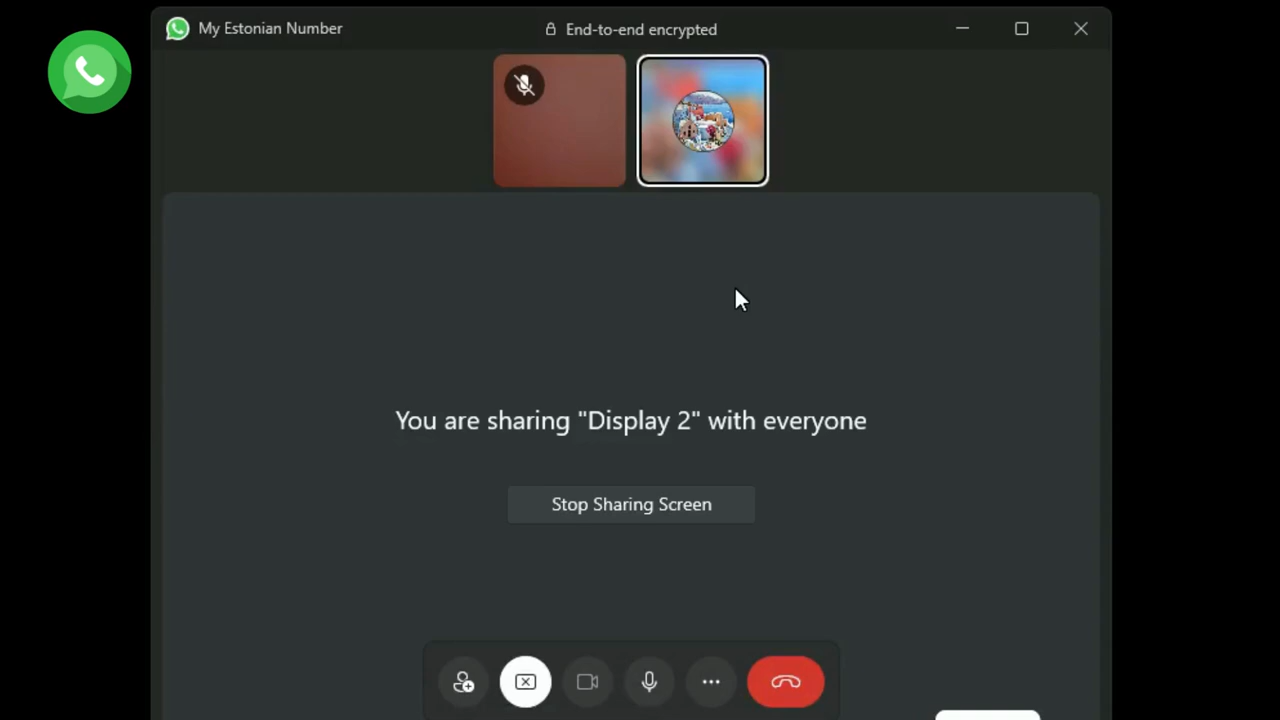 My Estonian Number
End-to-end encrypted
You are sharing "Display 2" with everyone
Stop Sharing Screen